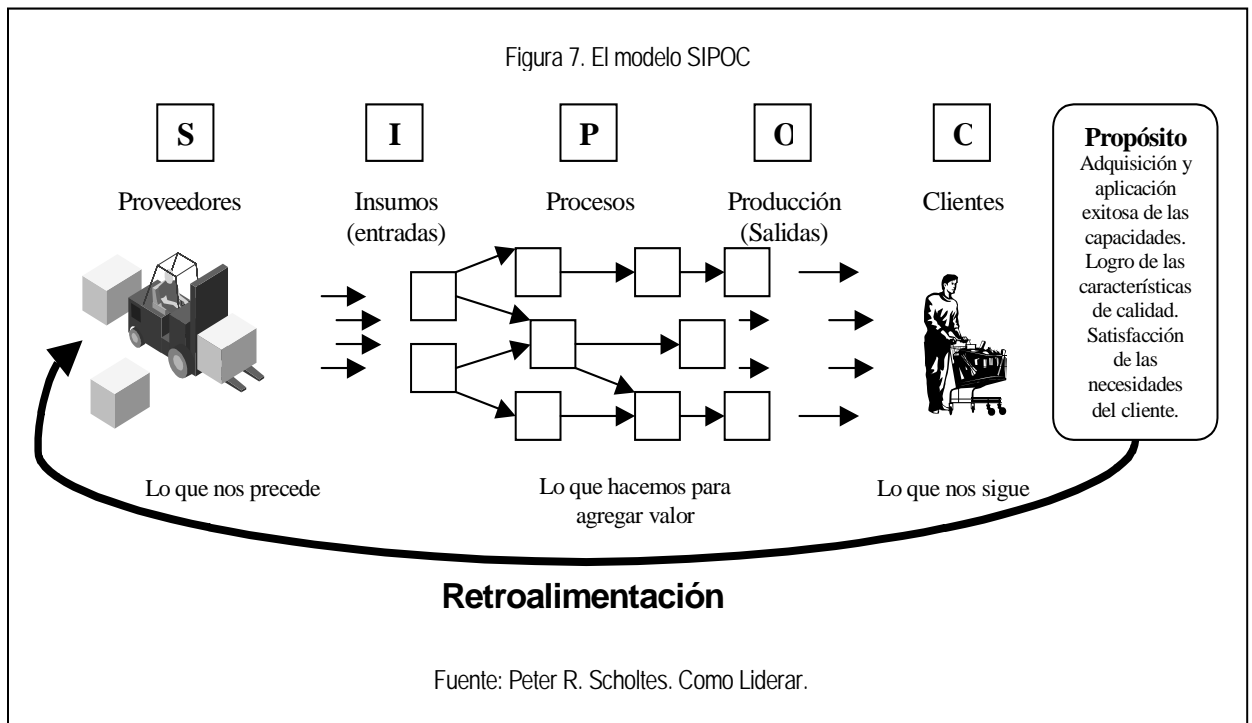 Figura 7. El modelo SIPOC
S I P O C
Proveedores
Insumos
(entradas)
Procesos
Producción
(Salidas)
Clientes
Propósito
Adquisición y
aplicación
exitosa de las
capacidades.
Logro de las
características
de calidad.
Satisfacción
de las
necesidades
del cliente.
Lo que nos precede
Lo que hacemos para
agregar valor
Lo que nos sigue
Retroalimentación
Fuente: Peter R. Scholtes. Como Liderar.